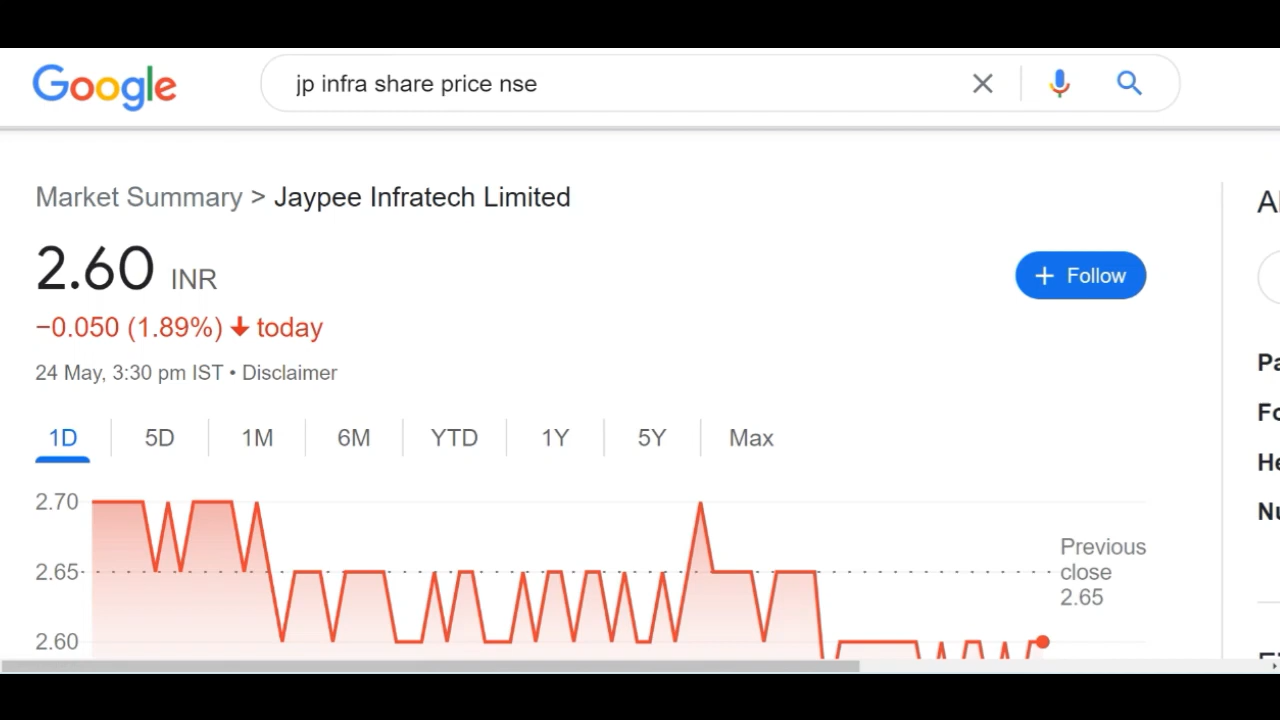 Google
jp infra share price nse
Market Summary > Jaypee Infratech Limited
2.60 INR
+ Follow
−0.050 (1.89%) ↓ today
24 May, 3:30 pm IST • Disclaimer
1D 5D 1M 6M YTD 1Y 5Y Max
2.70
2.65
2.60
Previous
close
2.65